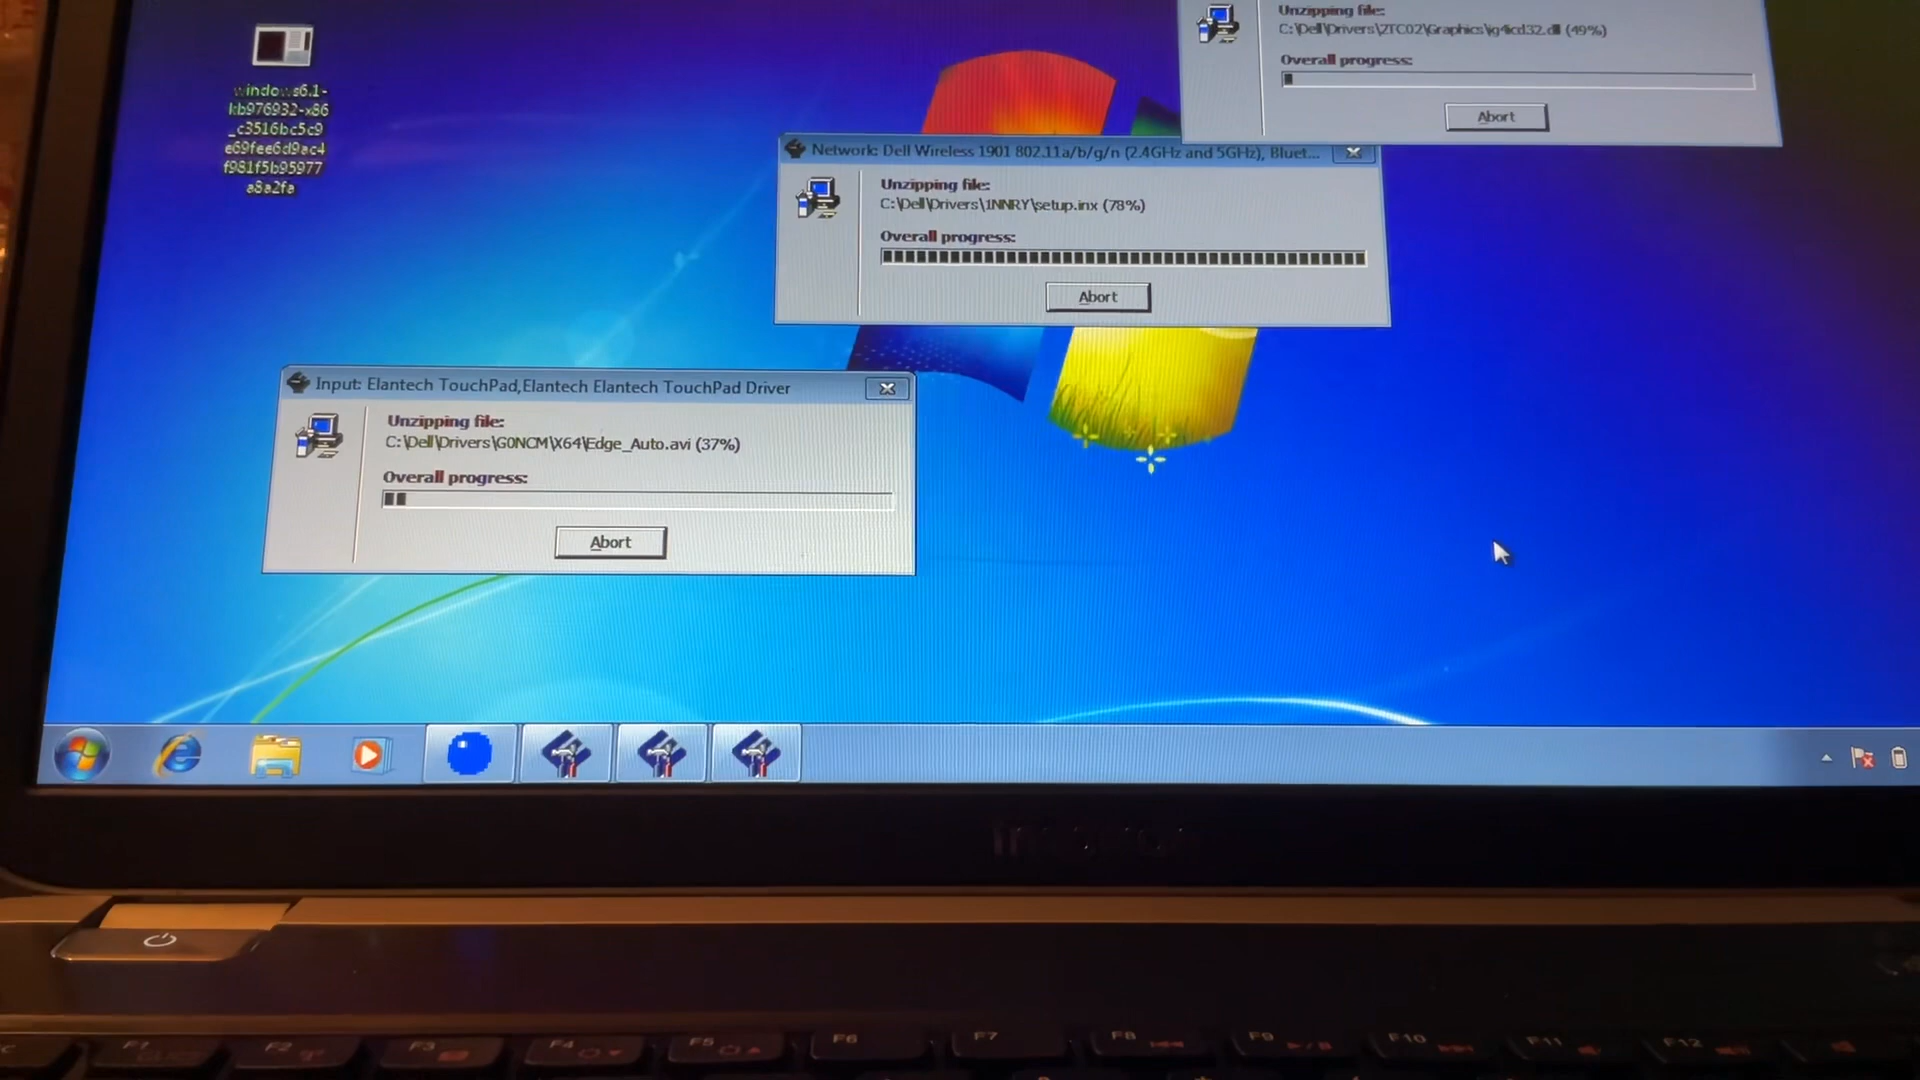 windows6.1-
kb976932-x86
_c3516bc5c9
e69fee6d9ac4
f981f5b95977
a8a2fa
Unzipping file:
C:\Dell\Drivers\2TC02\Graphics\ig4icd32.dll (49%)
Overall progress:
Abort
Network: Dell Wireless 1901 802.11a/b/g/n (2.4GHz and 5GHz), Bluet...
Unzipping file:
C:\Dell\Drivers\1NNRY\setup.inx (78%)
Overall progress:
Abort
Input: Elantech TouchPad,Elantech Elantech TouchPad Driver
Unzipping file:
C:\Dell\Drivers\G0NCM\X64\Edge_Auto.avi (37%)
Overall progress:
Abort
F1 F2 F3 F4 F5 F6 F7 F8 F9 F10 F11 F12